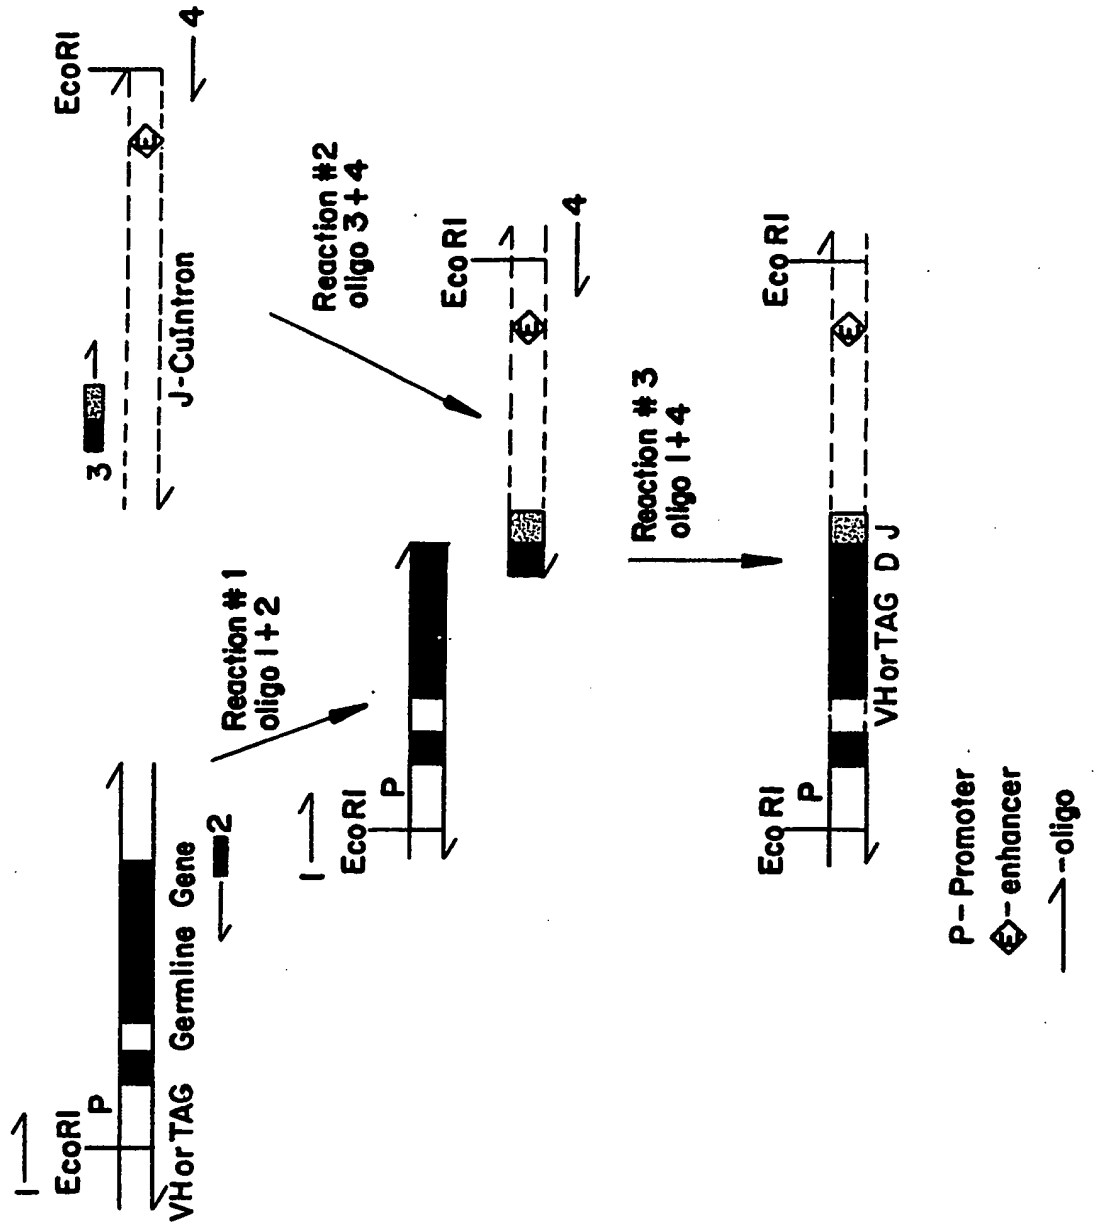 1
EcoRI
P
VHorTAG Germline Gene
2
3
EcoRI
E
J-CuIntron
4
Reaction #1
oligo 1+2
Reaction #2
oligo 3+4
1
EcoRI
P
EcoRI
E
4
Reaction #3
oligo 1+4
EcoRI
P
EcoRI
E
VHorTAG D J
P-Promoter
E-enhancer
-oligo